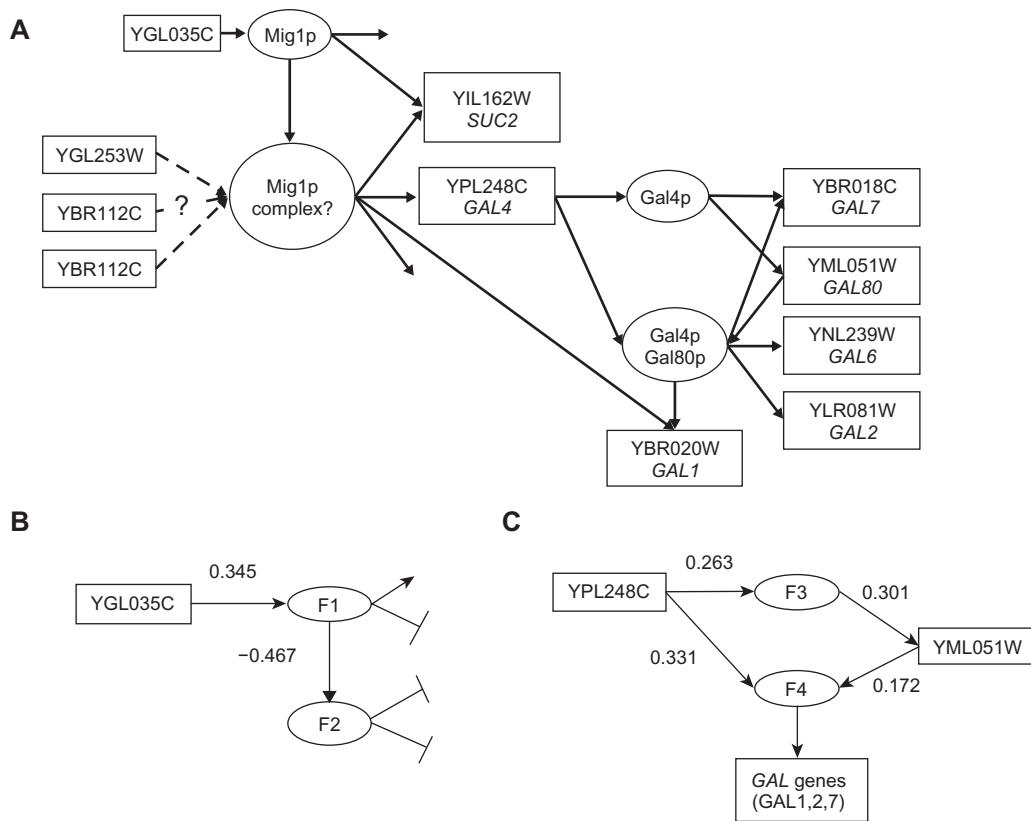 A
YGL035C
Mig1p
YIL162W
SUC2
YGL253W
YBR112C
?
YBR112C
Mig1p
complex?
YPL248C
GAL4
Gal4p
YBR018C
GAL7
YML051W
GAL80
Gal4p
Gal80p
YNL239W
GAL6
YLR081W
GAL2
YBR020W
GAL1
B
YGL035C
0.345
F1
−0.467
F2
C
YPL248C
0.263
F3
0.301
YML051W
0.331
F4
0.172
GAL genes
(GAL1,2,7)